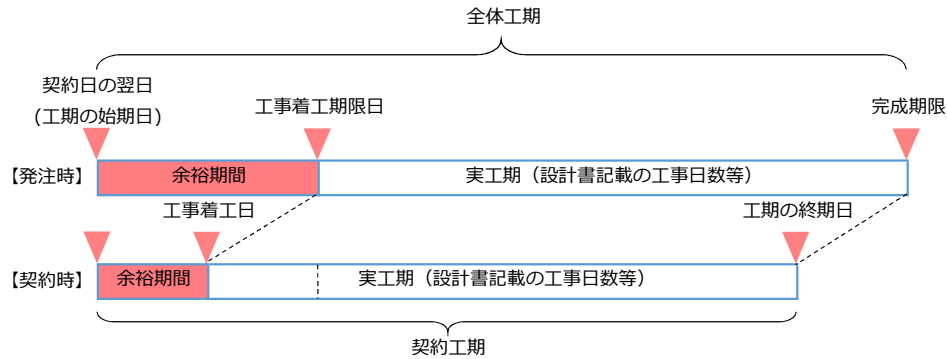 全体工期
契約日の翌日
(工期の始期日)
工事着工期限日
完成期限
【発注時】
余裕期間
実工期（設計書記載の工事日数等）
工事着工日
工期の終期日
【契約時】
余裕期間
実工期（設計書記載の工事日数等）
契約工期